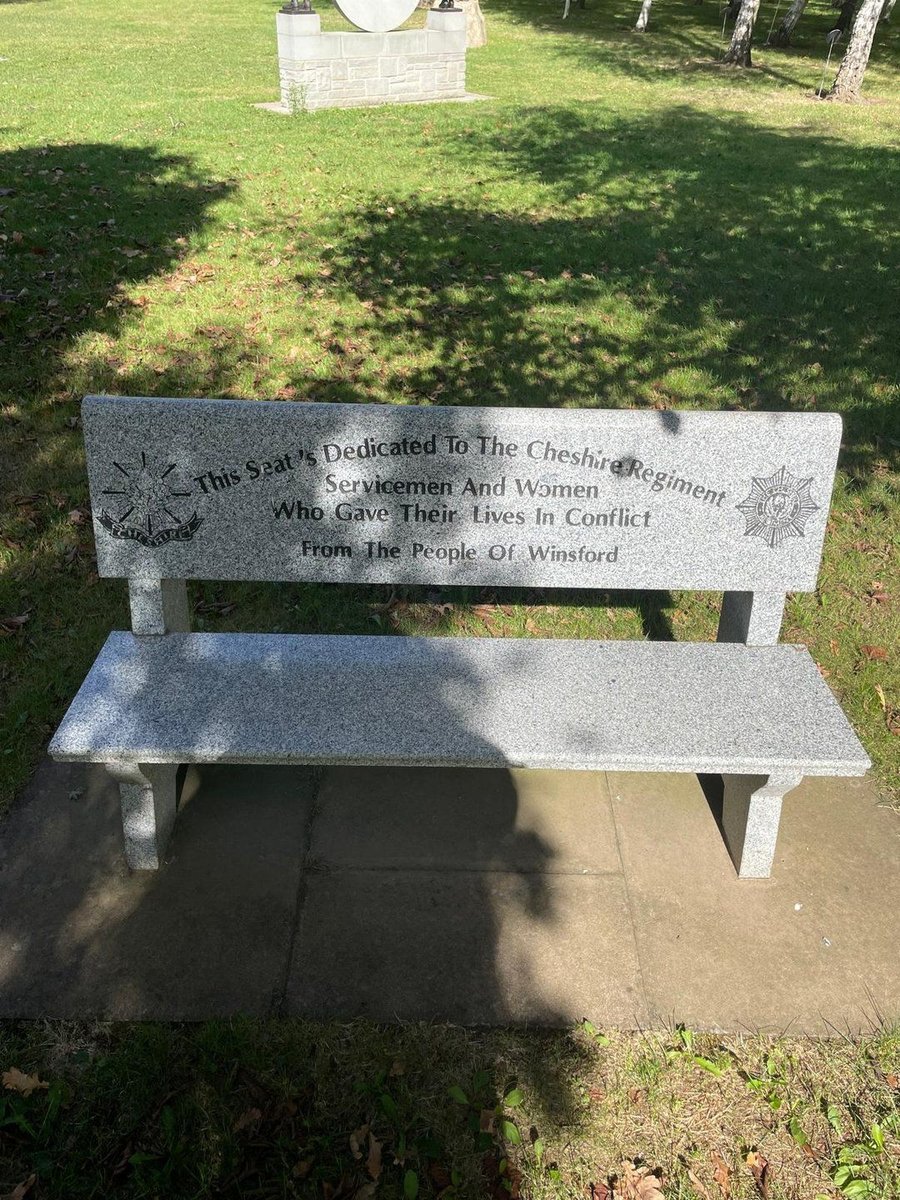 This Seat 's Dedicated To The Cheshire Regiment
Servicemen And Women
Who Gave Their Lives In Conflict
From The People Of Winsford
CHESHIRE